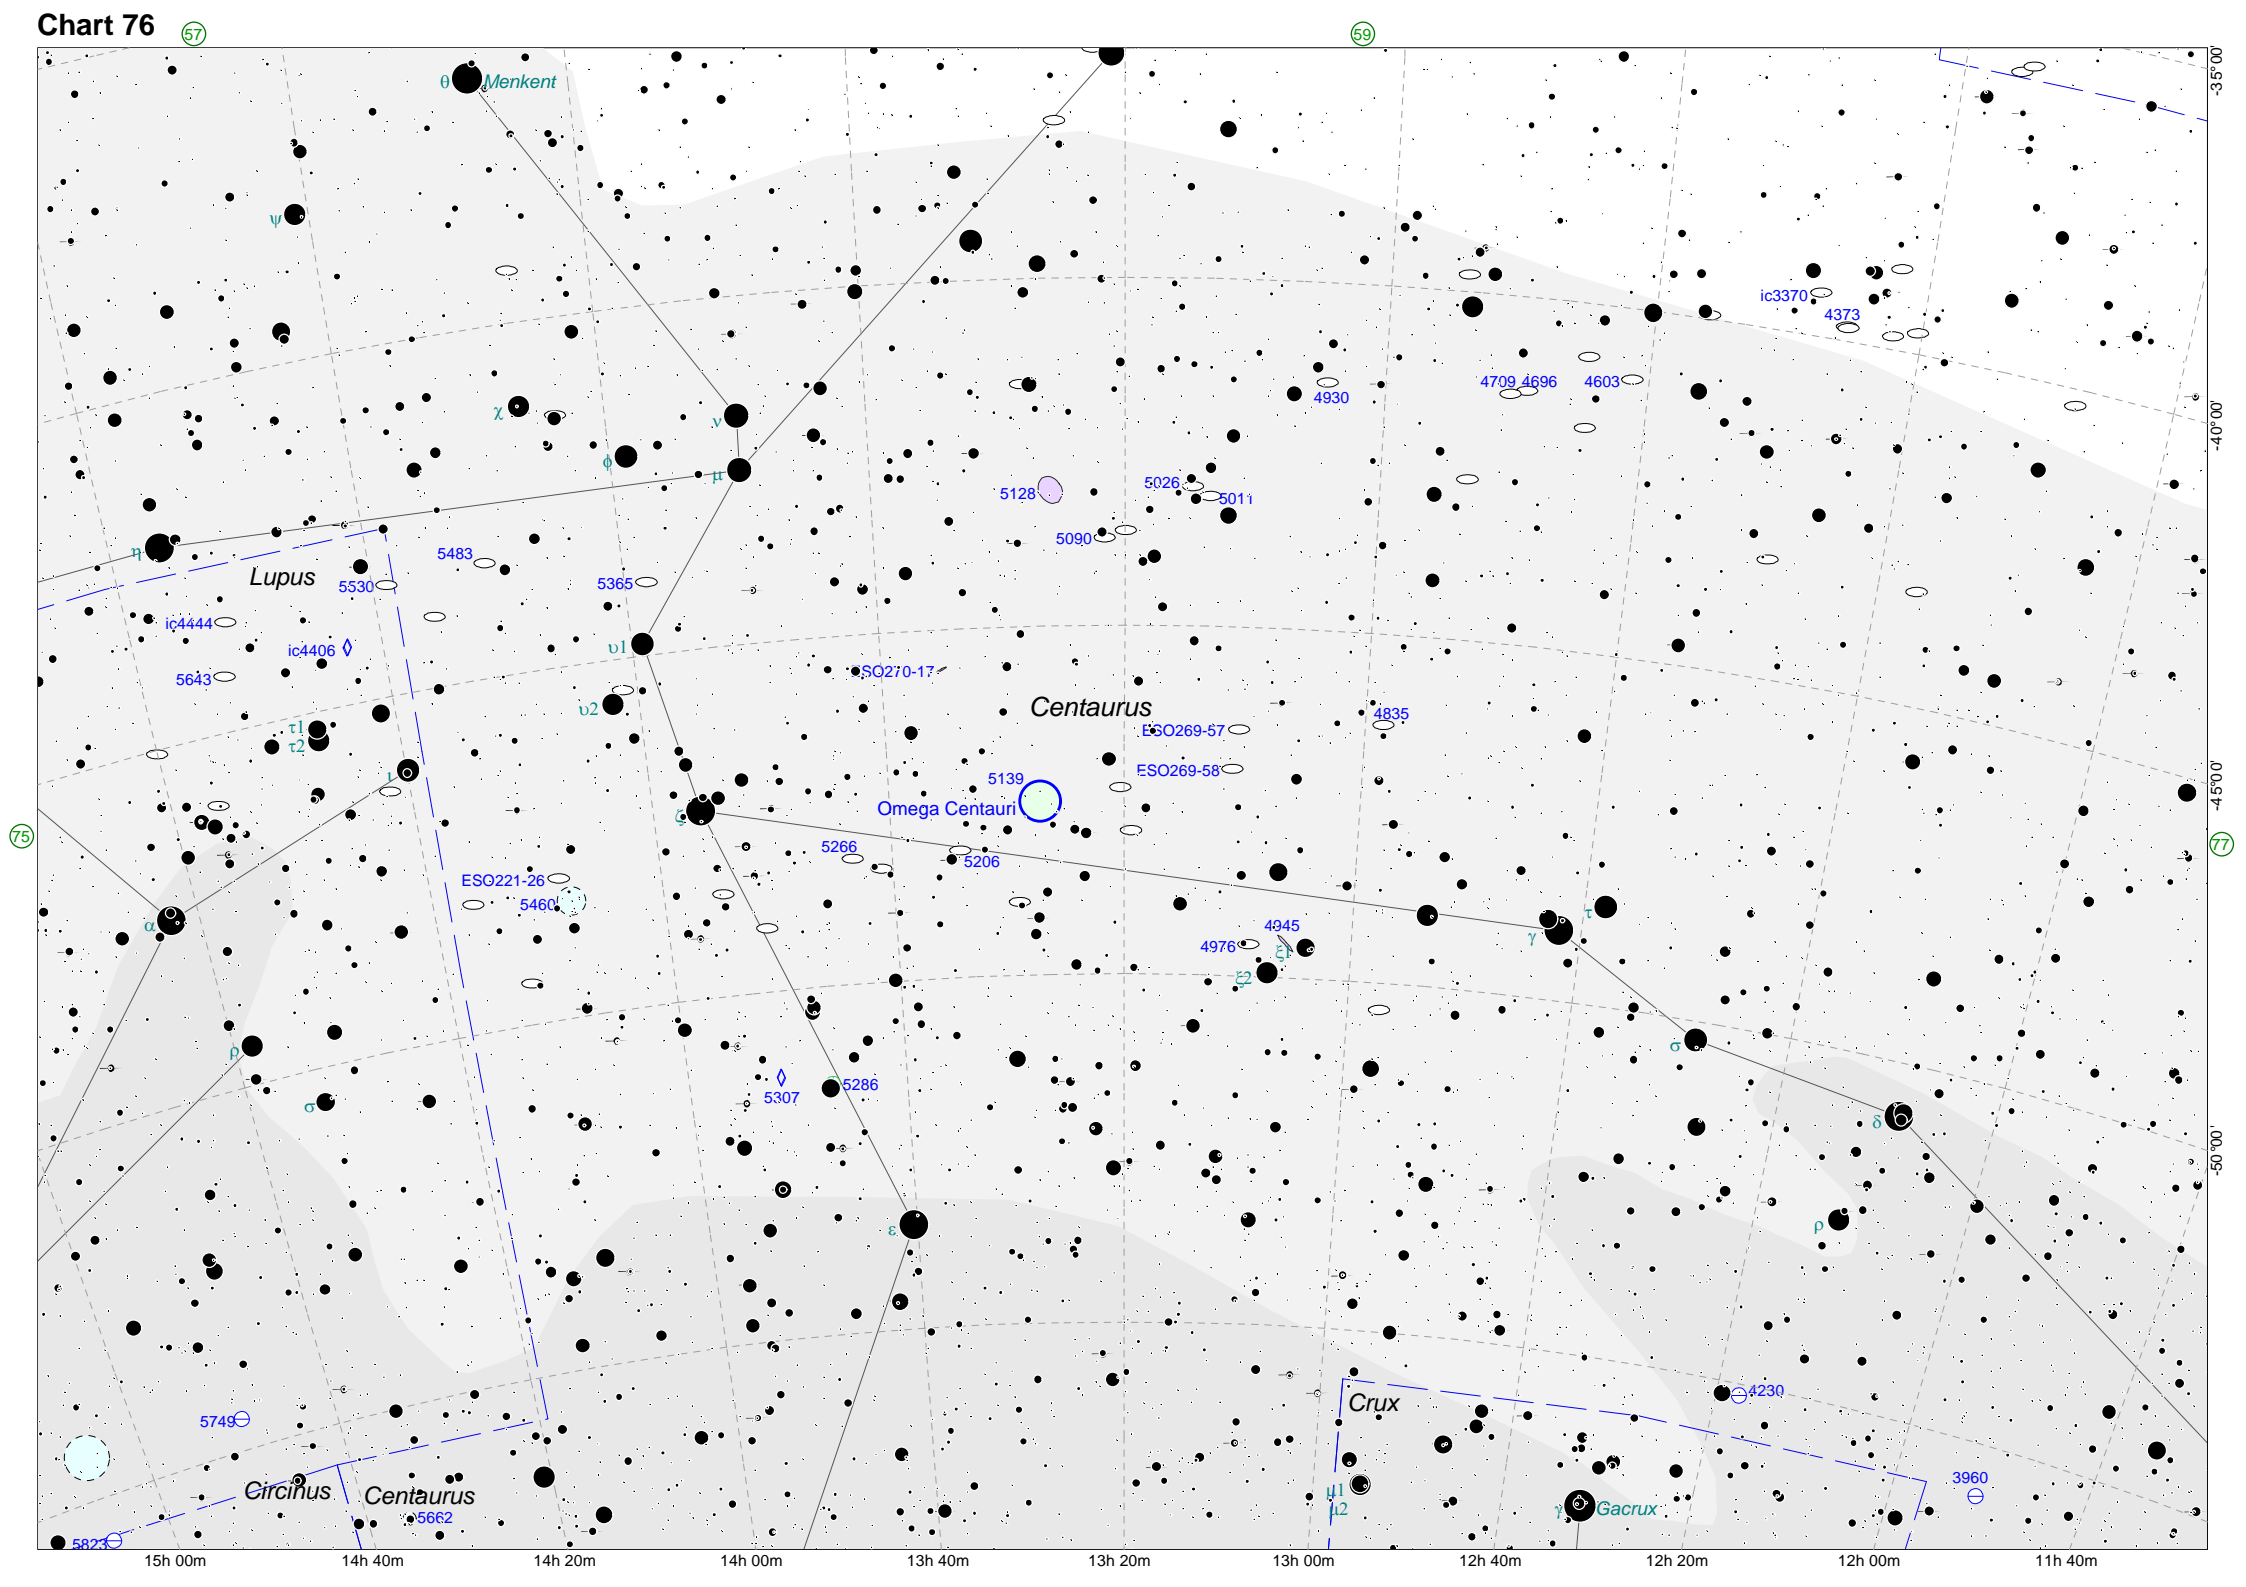 Chart 76
57
59
-35°00'
θ Menkent
ψ
ic3370
4373
χ
ν
4709 4696 4603
4930
-40°00'
ϕ
μ
5128
5026
5011
5090
η
Lupus
5483
5530
5365
ic4444
ic4406
υ1
5643
ESO270-17
υ2
Centaurus
4835
τ1
τ2
ESO269-57
ι
ESO269-58
5139
Omega Centauri
-45°00'
ζ
75
77
5266
5206
ESO221-26
5460
α
τ
γ
4945
4976
ξ1
ξ2
ρ
σ
5286
5307
σ
δ
-50°00'
ρ
ε
4230
Crux
5749
3960
Circinus
Centaurus
μ1
μ2
γ Gacrux
5662
5823
15h 00m 14h 40m 14h 20m 14h 00m 13h 40m 13h 20m 13h 00m 12h 40m 12h 20m 12h 00m 11h 40m